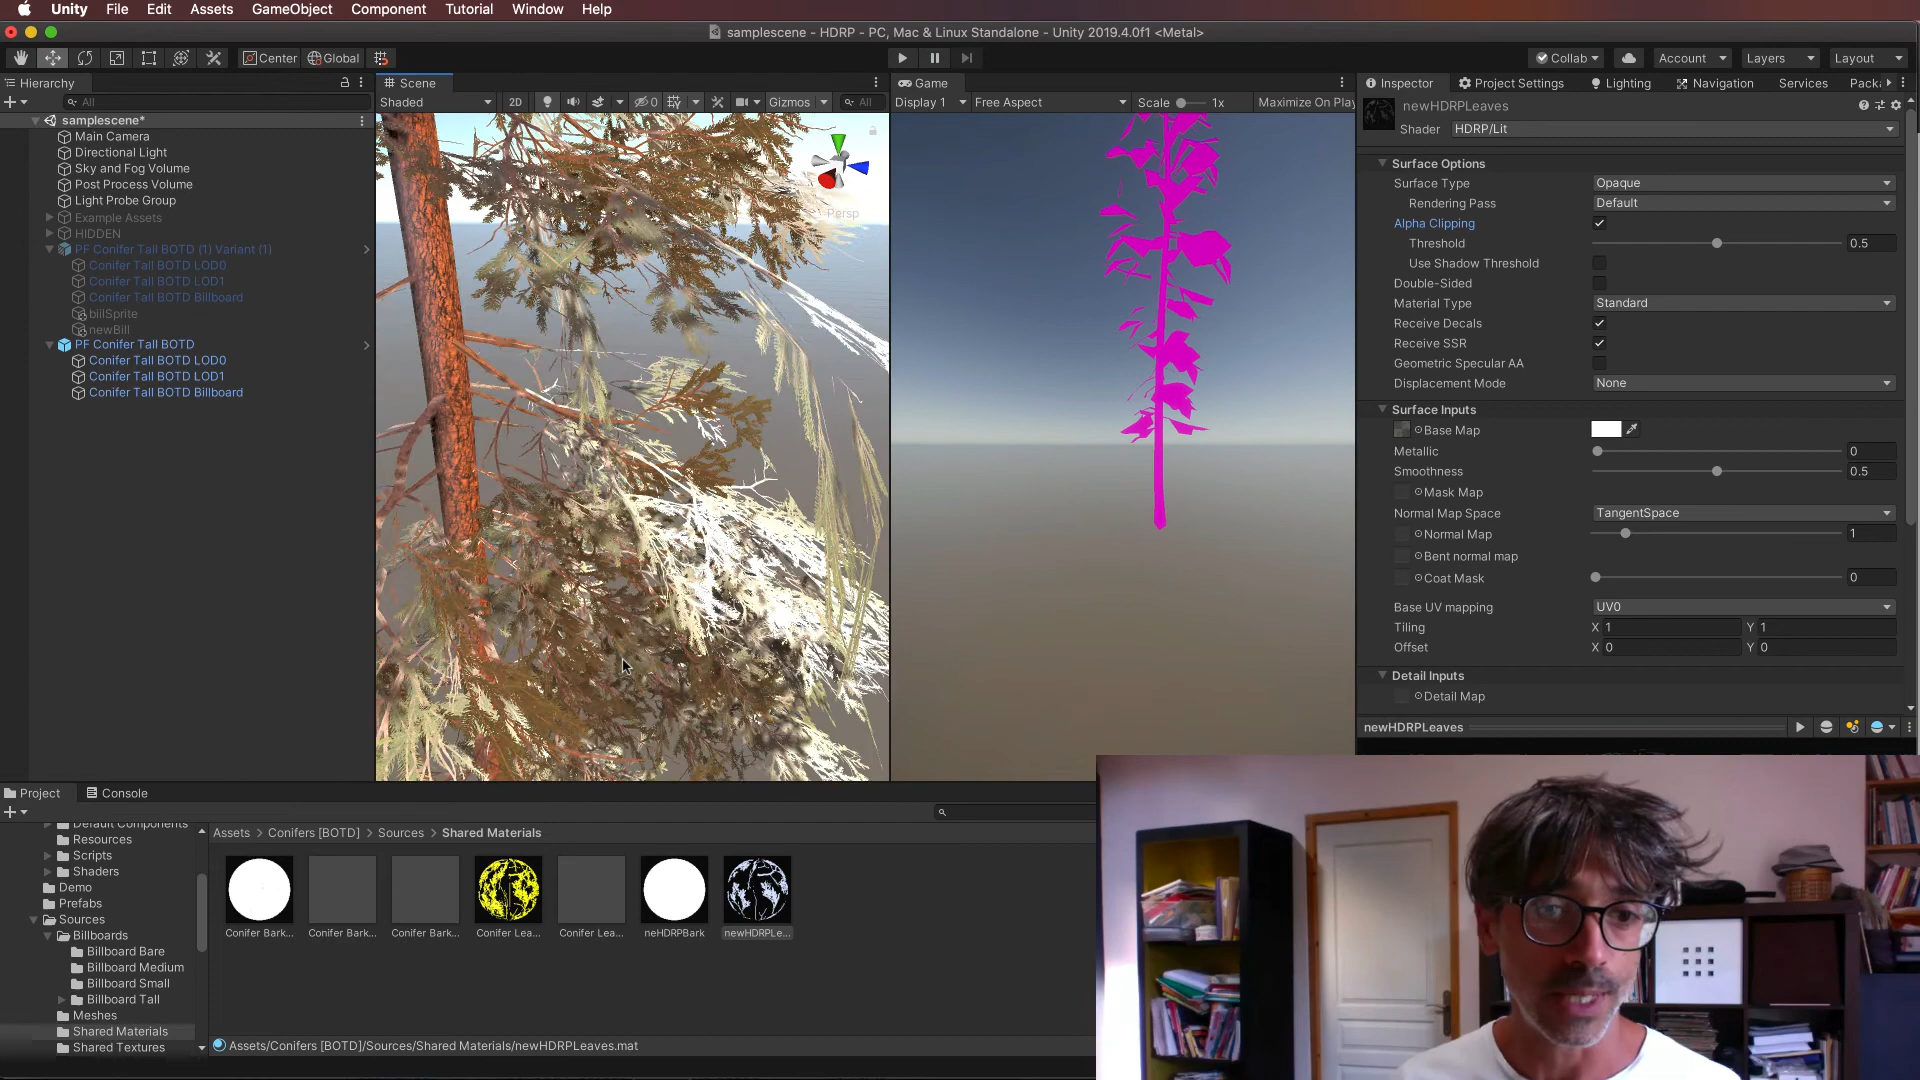 Unity File Edit Assets GameObject Component Tutorial Window Help
samplescene - HDRP - PC, Mac & Linux Standalone - Unity 2019.4.0f1 <Metal>
Center Global Collab Account Layers Layout
Hierarchy
All
samplescene*
Main Camera
Directional Light
Sky and Fog Volume
Post Process Volume
Light Probe Group
Example Assets
HIDDEN
PF Conifer Tall BOTD (1) Variant (1)
Conifer Tall BOTD LOD0
Conifer Tall BOTD LOD1
Conifer Tall BOTD Billboard
billSprite
newBill
PF Conifer Tall BOTD
Conifer Tall BOTD LOD0
Conifer Tall BOTD LOD1
Conifer Tall BOTD Billboard
Scene
Shaded 2D 0 Gizmos All
Persp
Game
Display 1 Free Aspect Scale 1x Maximize On Play
Inspector Project Settings Lighting Navigation Services Packa
newHDRPLeaves
Shader HDRP/Lit
Surface Options
Surface Type Opaque
Rendering Pass Default
Alpha Clipping
Threshold 0.5
Use Shadow Threshold
Double-Sided
Material Type Standard
Receive Decals
Receive SSR
Geometric Specular AA
Displacement Mode None
Surface Inputs
Base Map
Metallic 0
Smoothness 0.5
Mask Map
Normal Map Space TangentSpace
Normal Map 1
Bent normal map
Coat Mask 0
Base UV mapping UV0
Tiling X 1 Y 1
Offset X 0 Y 0
Detail Inputs
Detail Map
newHDRPLeaves
Project Console
Default Components
Resources
Scripts
Shaders
Demo
Prefabs
Sources
Billboards
Billboard Bare
Billboard Medium
Billboard Small
Billboard Tall
Meshes
Shared Materials
Shared Textures
Assets > Conifers [BOTD] > Sources > Shared Materials
Conifer Bark... Conifer Bark... Conifer Bark... Conifer Lea... Conifer Lea... neHDRPBark newHDRPLe...
Assets/Conifers [BOTD]/Sources/Shared Materials/newHDRPLeaves.mat